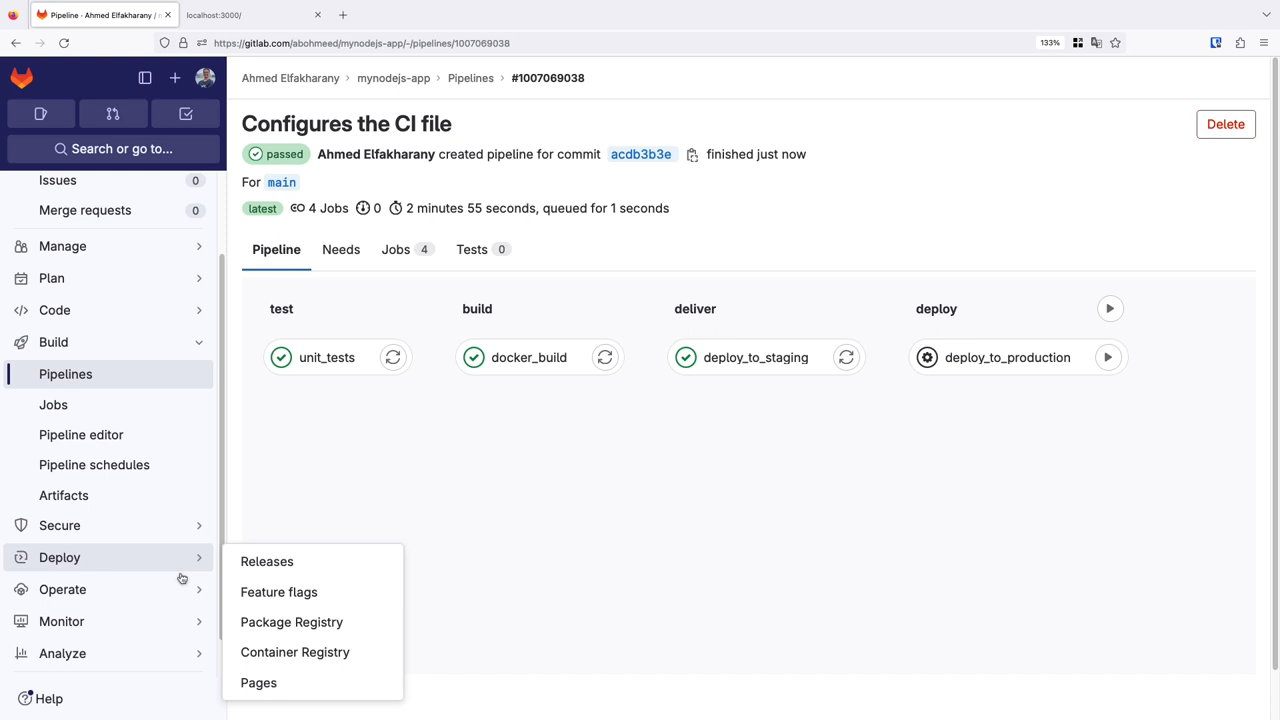 Pipeline · Ahmed Elfakharany / n
localhost:3000/
https://gitlab.com/abohmeed/mynodejs-app/-/pipelines/1007069038
133%
Search or go to...
Issues 0
Merge requests 0
Manage
Plan
Code
Build
Pipelines
Jobs
Pipeline editor
Pipeline schedules
Artifacts
Secure
Deploy
Operate
Monitor
Analyze
Help
Releases
Feature flags
Package Registry
Container Registry
Pages
Ahmed Elfakharany › mynodejs-app › Pipelines › #1007069038
Configures the CI file
Delete
passed Ahmed Elfakharany created pipeline for commit acdb3b3e finished just now
For main
latest 4 Jobs 0 2 minutes 55 seconds, queued for 1 seconds
Pipeline Needs Jobs 4 Tests 0
test build deliver deploy
unit_tests docker_build deploy_to_staging deploy_to_production